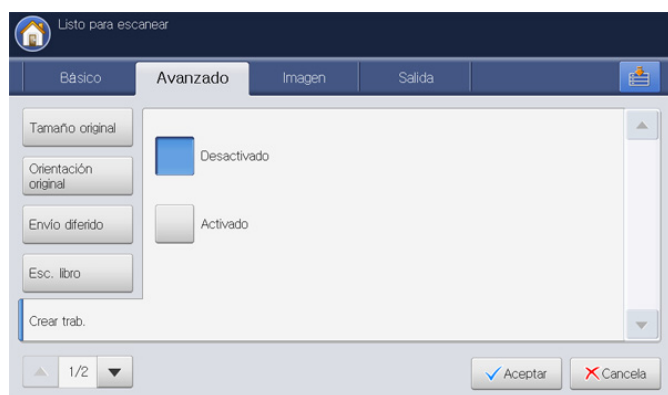 Listo para escanear
Básico
Avanzado
Imagen
Salida
Tamaño original
Orientación
original
Envío diferido
Esc. libro
Crear trab.
Desactivado
Activado
1/2
Aceptar
Cancela